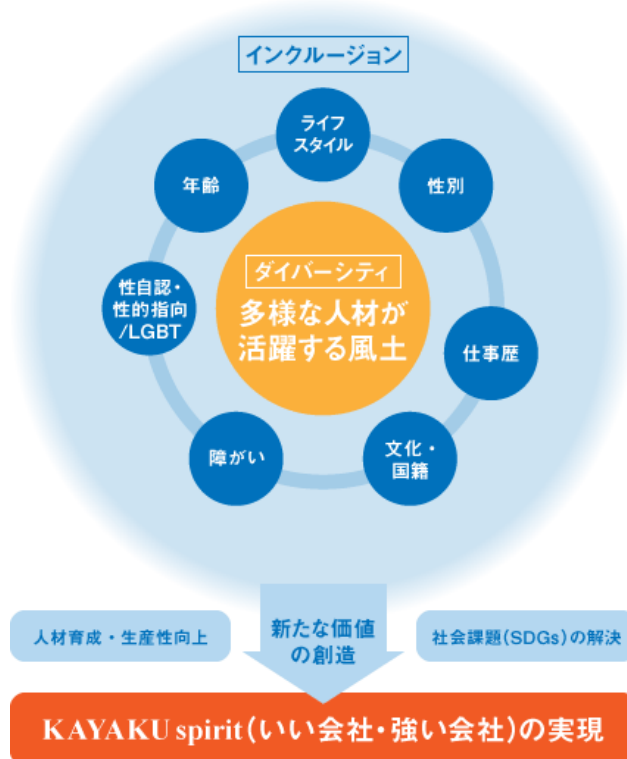 インクルージョン
ライフ
スタイル
年齢
性別
ダイバーシティ
多様な人材が
活躍する風土
性自認・
性的指向
/LGBT
仕事歴
障がい
文化・
国籍
人材育成・生産性向上
新たな価値
の創造
社会課題(SDGs)の解決
KAYAKU spirit(いい会社・強い会社)の実現